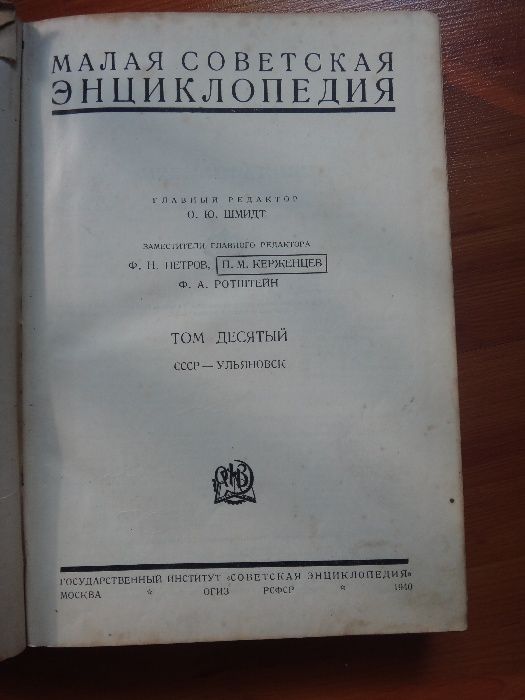 МАЛАЯ СОВЕТСКАЯ
ЭНЦИКЛОПЕДИЯ
ГЛАВНЫЙ РЕДАКТОР
О. Ю. ШМИДТ
ЗАМЕСТИТЕЛИ ГЛАВНОГО РЕДАКТОРА
Ф. Н. ПЕТРОВ, П. М. КЕРЖЕНЦЕВ
Ф. А. РОТШТЕЙН
ТОМ ДЕСЯТЫЙ
СССР — УЛЬЯНОВСК
ГОСУДАРСТВЕННЫЙ ИНСТИТУТ «СОВЕТСКАЯ ЭНЦИКЛОПЕДИЯ»
МОСКВА * ОГИЗ РСФСР * 1940